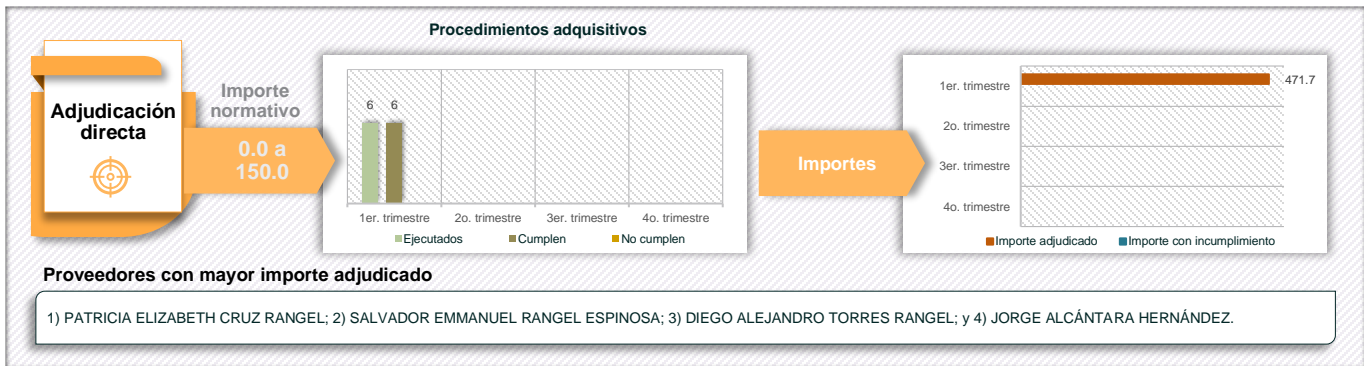 Procedimientos adquisitivos
Adjudicación
directa
Importe
normativo
0.0 a
150.0
6 6
1er. trimestre 2o. trimestre 3er. trimestre 4o. trimestre
Ejecutados Cumplen No cumplen
Importes
1er. trimestre 471.7
2o. trimestre
3er. trimestre
4o. trimestre
Importe adjudicado Importe con incumplimiento
Proveedores con mayor importe adjudicado
1) PATRICIA ELIZABETH CRUZ RANGEL; 2) SALVADOR EMMANUEL RANGEL ESPINOSA; 3) DIEGO ALEJANDRO TORRES RANGEL; y 4) JORGE ALCÁNTARA HERNÁNDEZ.